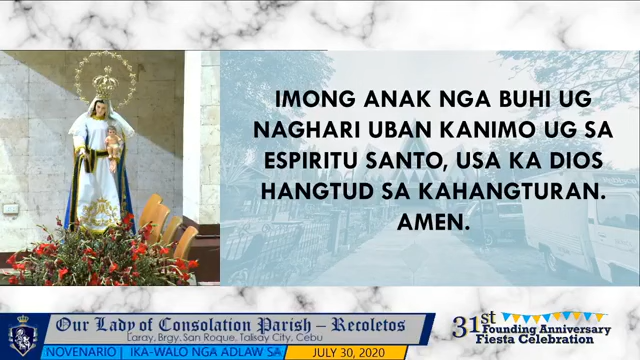 IMONG ANAK NGA BUHI UG
NAGHARI UBAN KANIMO UG SA
ESPIRITU SANTO, USA KA DIOS
HANGTUD SA KAHANGTURAN.
AMEN.
Our Lady of Consolation Parish – Recoletos
Laray, Brgy. San Roque, Talisay City, Cebu
NOVENARIO | IKA-WALO NGA ADLAW SA
JULY 30, 2020
31st
Founding Anniversary
Fiesta Celebration